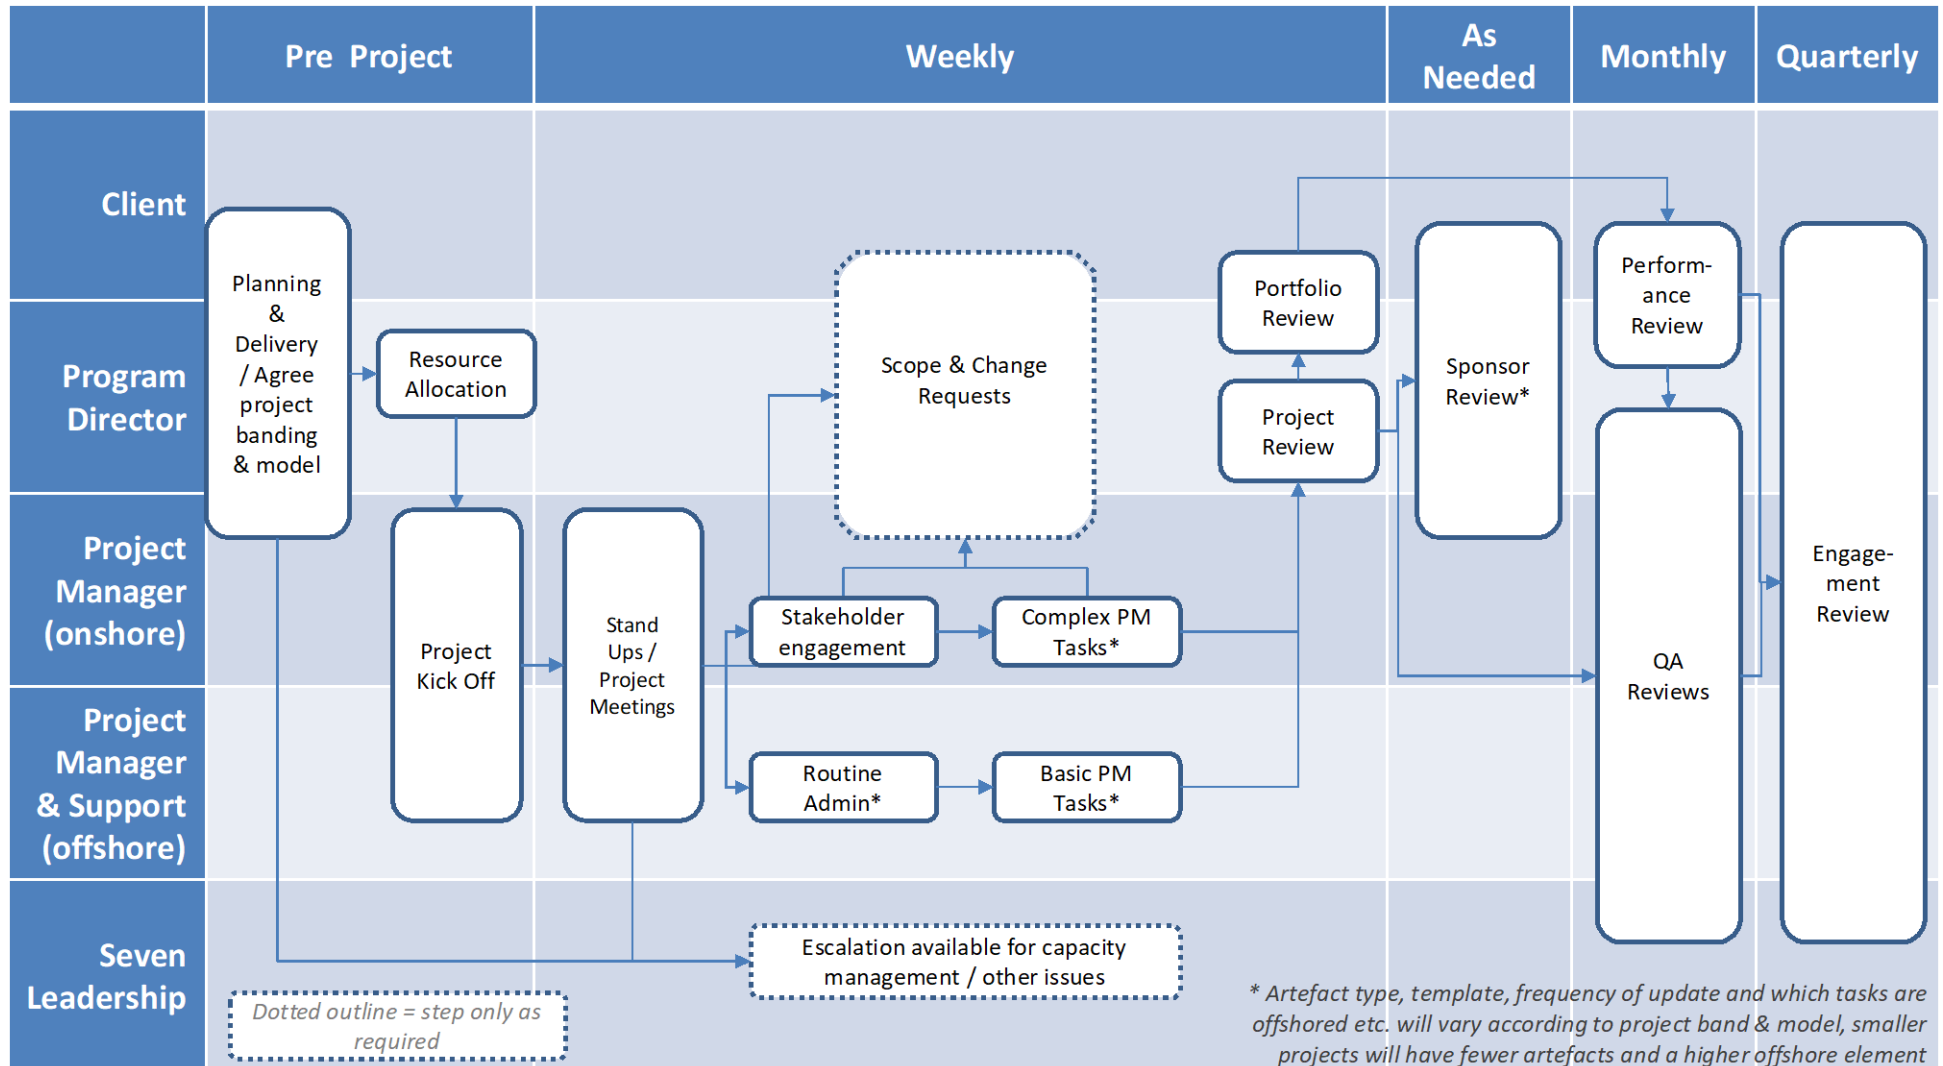 Pre Project
Weekly
As
Needed
Monthly
Quarterly
Client
Program
Director
Project
Manager
(onshore)
Project
Manager
& Support
(offshore)
Seven
Leadership
Planning
&
Delivery
/ Agree
project
banding
& model
Resource
Allocation
Project
Kick Off
Stand
Ups /
Project
Meetings
Scope & Change
Requests
Stakeholder
engagement
Complex PM
Tasks*
Routine
Admin*
Basic PM
Tasks*
Portfolio
Review
Project
Review
Sponsor
Review*
Perform-
ance
Review
QA
Reviews
Engage-
ment
Review
Escalation available for capacity
management / other issues
Dotted outline = step only as
required
* Artefact type, template, frequency of update and which tasks are
offshored etc. will vary according to project band & model, smaller
projects will have fewer artefacts and a higher offshore element